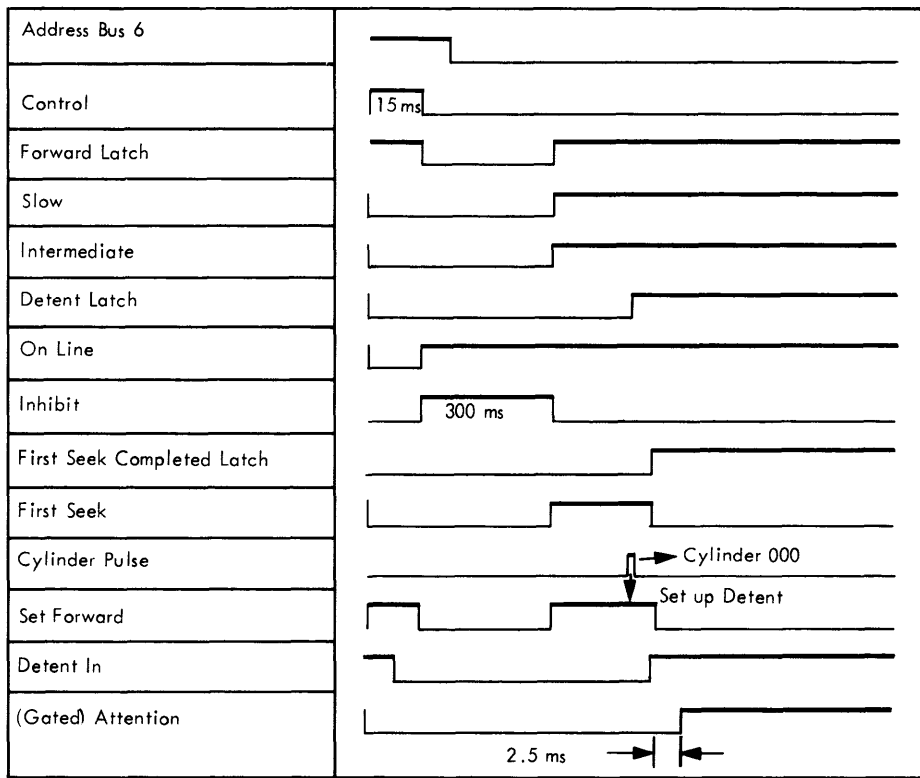 Address Bus 6
Control
15 ms
Forward Latch
Slow
Intermediate
Detent Latch
On Line
Inhibit
300 ms
First Seek Completed Latch
First Seek
Cylinder Pulse
Cylinder 000
Set up Detent
Set Forward
Detent In
(Gated) Attention
2.5 ms